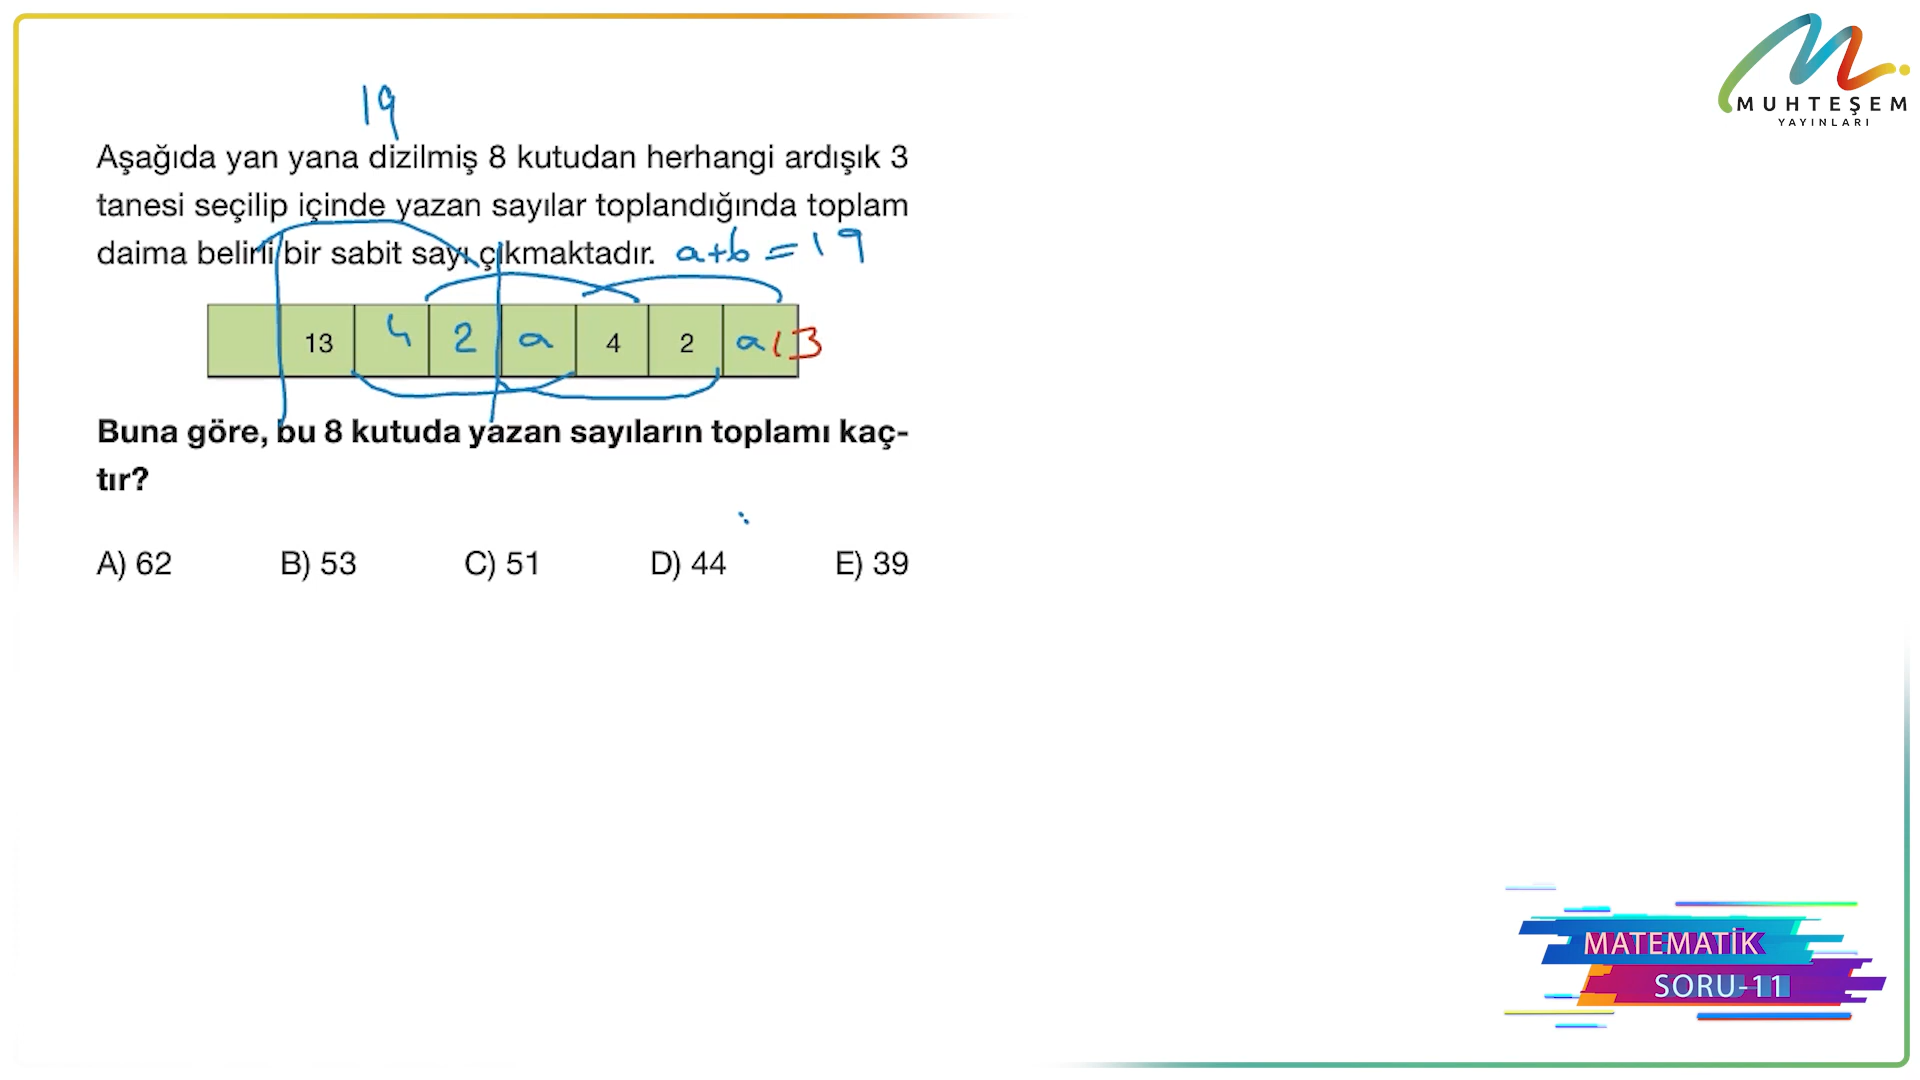 MUHTEŞEM
YAYINLARI
19
Aşağıda yan yana dizilmiş 8 kutudan herhangi ardışık 3
tanesi seçilip içinde yazan sayılar toplandığında toplam
daima belirli bir sabit sayı çıkmaktadır. a+b = 19
13 4 2 a 4 2 a 13
Buna göre, bu 8 kutuda yazan sayıların toplamı kaç-
tır?
A) 62 B) 53 C) 51 D) 44 E) 39
MATEMATİK
SORU-11